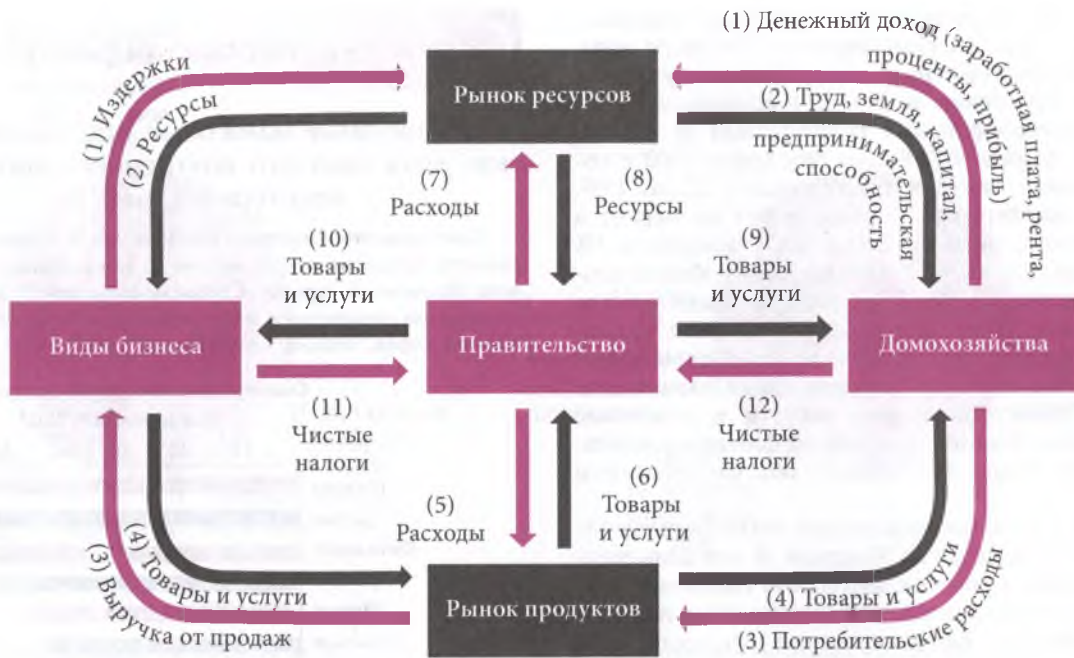 (1) Денежный доход (заработная плата, рента,
проценты, прибыль)
(1) Издержки
(2) Ресурсы
Рынок ресурсов
(2) Труд, земля, капитал,
предпринимательская
способность
(7)
Расходы
(8)
Ресурсы
(10)
Товары
и услуги
(9)
Товары
и услуги
Виды бизнеса
Правительство
Домохозяйства
(11)
Чистые
налоги
(12)
Чистые
налоги
(5)
Расходы
(6)
Товары
и услуги
(4) Товары и услуги
(3) Выручка от продаж
Рынок продуктов
(4) Товары и услуги
(3) Потребительские расходы